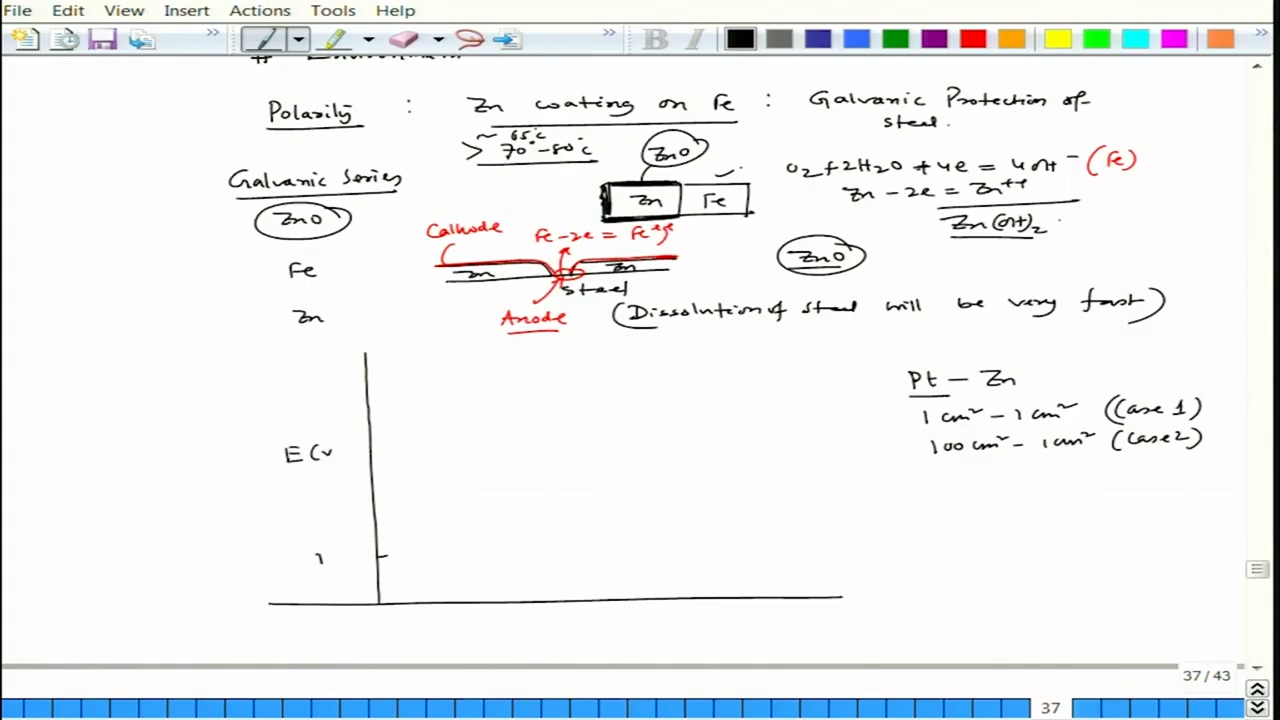 File Edit View Insert Actions Tools Help
Polarity : Zn coating on Fe : Galvanic Protection of steel.
> ~ 65°C 70°-80°C
ZnO
O2+2H2O+4e = 4OH- (Fe)
Zn - 2e = Zn++
Zn(OH)2
Galvanic Series
ZnO
Zn Fe
Cathode Fe-2e = Fe++
Fe
Zn Zn
steel
ZnO
Zn
Anode (Dissolution of steel will be very fast)
Pt - Zn
1 cm² - 1 cm² (Case 1)
100 cm² - 1 cm² (Case 2)
E (v
37 / 43
37